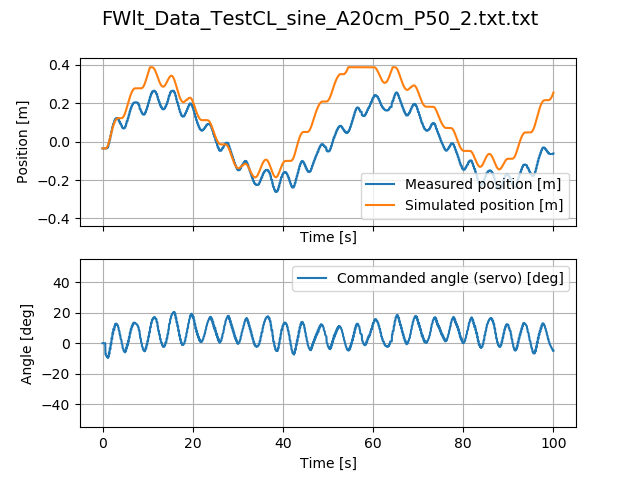 FWlt_Data_TestCL_sine_A20cm_P50_2.txt.txt
0.4
0.2
0.0
−0.2
−0.4
Position [m]
Measured position [m]
Simulated position [m]
Time [s]
40
20
0
−20
−40
Angle [deg]
Commanded angle (servo) [deg]
0 20 40 60 80 100
Time [s]